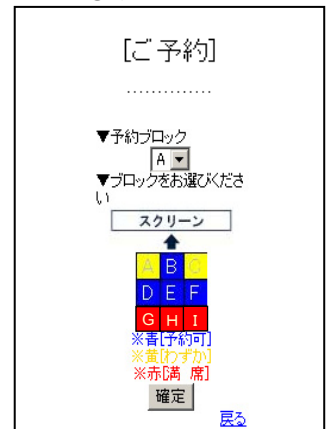 [ご予約]
..............
▼予約ブロック
A
▼ブロックをお選びくださ
い
スクリーン
A B C
D E F
G H I
※青[予約可]
※黄[わずか]
※赤[満 席]
確定
戻る